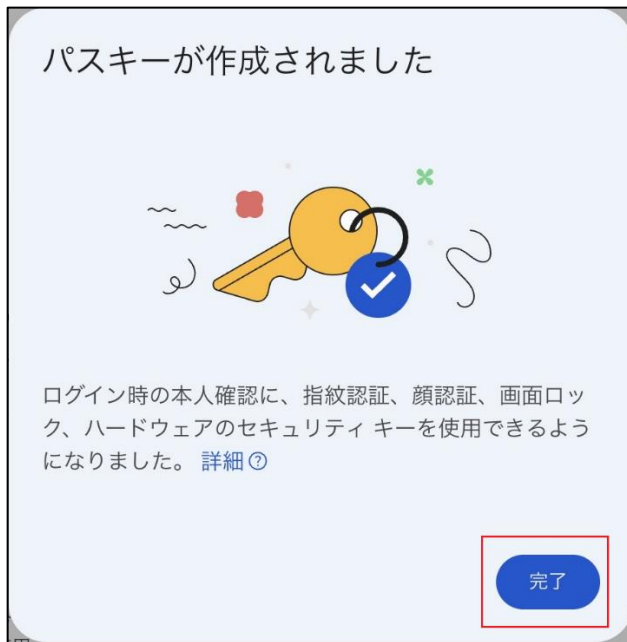 パスキーが作成されました
ログイン時の本人確認に、指紋認証、顔認証、画面ロッ
ク、ハードウェアのセキュリティ キーを使用できるよう
になりました。 詳細
完了